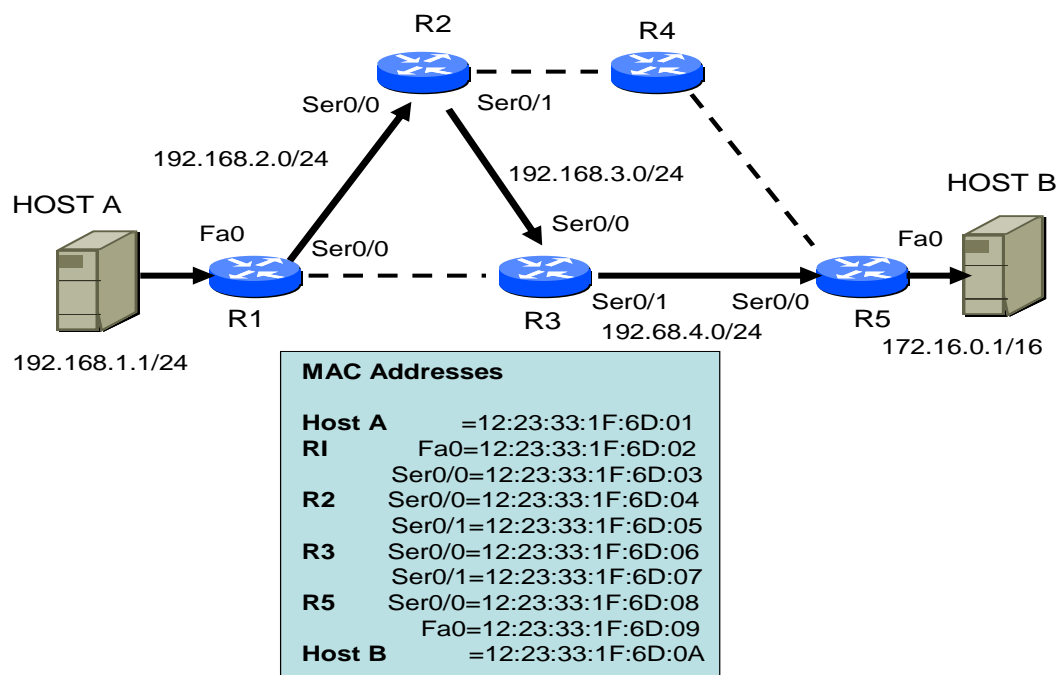 R2
R4
Ser0/0
Ser0/1
192.168.2.0/24
192.168.3.0/24
HOST A
HOST B
Fa0
Ser0/0
Ser0/0
Fa0
R1
R3
Ser0/1
Ser0/0
R5
192.68.4.0/24
192.168.1.1/24
172.16.0.1/16
MAC Addresses
Host A =12:23:33:1F:6D:01
RI Fa0=12:23:33:1F:6D:02
Ser0/0=12:23:33:1F:6D:03
R2 Ser0/0=12:23:33:1F:6D:04
Ser0/1=12:23:33:1F:6D:05
R3 Ser0/0=12:23:33:1F:6D:06
Ser0/1=12:23:33:1F:6D:07
R5 Ser0/0=12:23:33:1F:6D:08
Fa0=12:23:33:1F:6D:09
Host B =12:23:33:1F:6D:0A